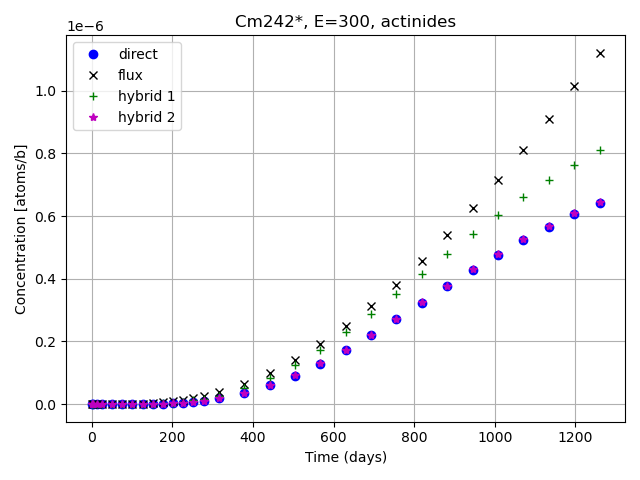 Cm242*, E=300, actinides
1e−6
direct
flux
hybrid 1
hybrid 2
1.0
0.8
0.6
0.4
0.2
0.0
Concentration [atoms/b]
0 200 400 600 800 1000 1200
Time (days)